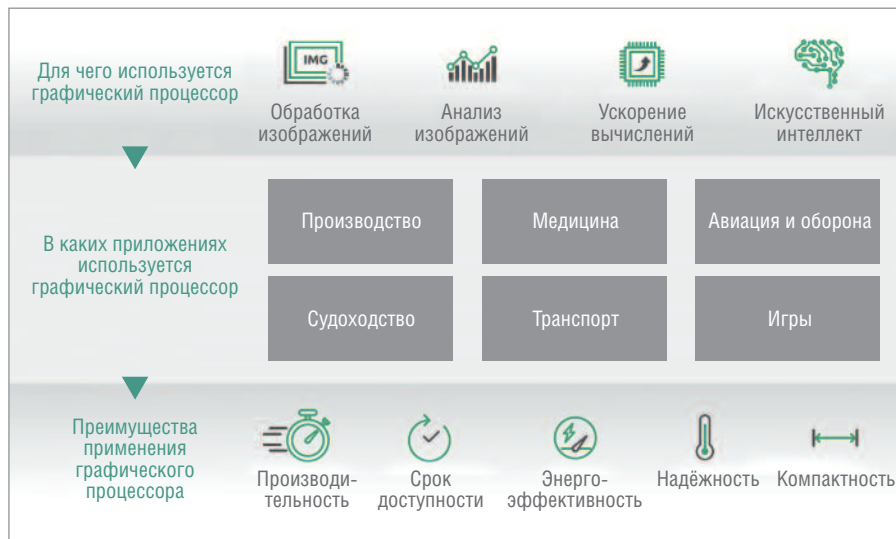 Для чего используется
графический процессор
IMG
Обработка
изображений
Анализ
изображений
Ускорение
вычислений
Искусственный
интеллект
В каких приложениях
используется
графический процессор
Производство
Медицина
Авиация и оборона
Судоходство
Транспорт
Игры
Преимущества
применения
графического
процессора
Производи-
тельность
Срок
доступности
Энерго-
эффективность
Надёжность
Компактность